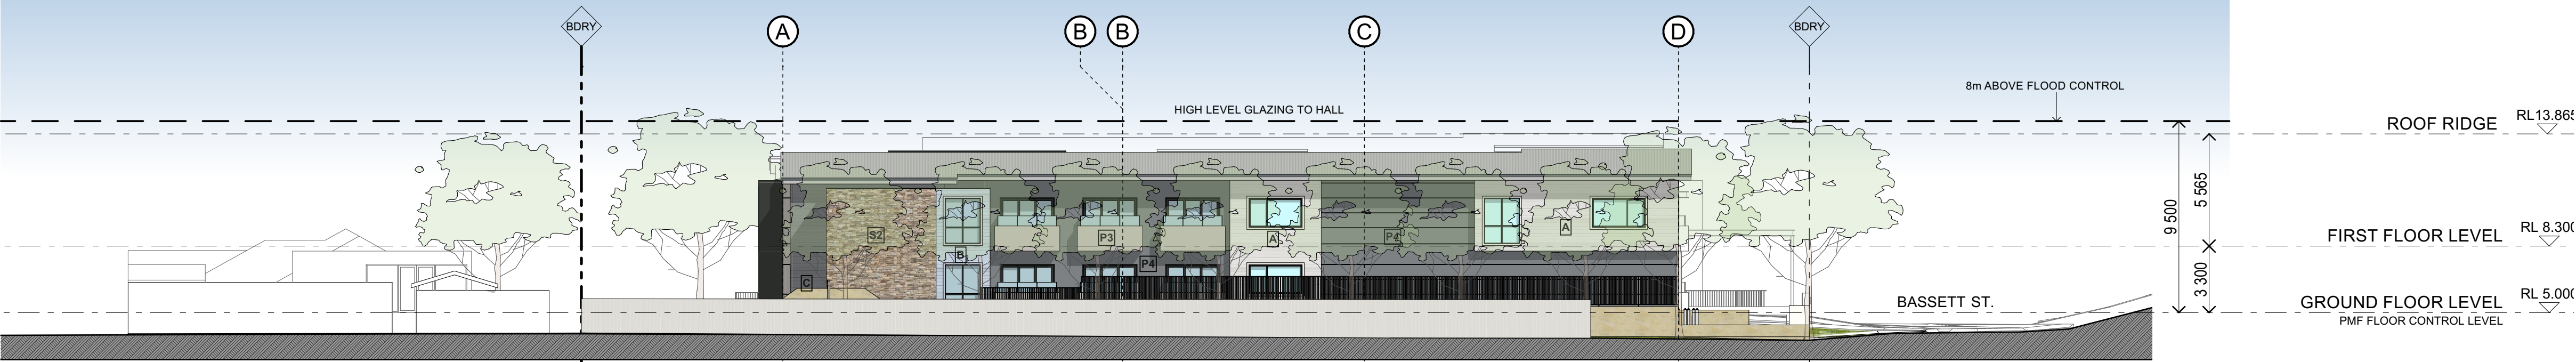 BDRY
A
B
B
C
D
BDRY
8m ABOVE FLOOD CONTROL
HIGH LEVEL GLAZING TO HALL
ROOF RIDGE
RL13.865
5 565
9 500
S2
B
P3
P4
A
P4
A
C
FIRST FLOOR LEVEL
RL 8.300
3 300
BASSETT ST.
GROUND FLOOR LEVEL
RL 5.000
PMF FLOOR CONTROL LEVEL